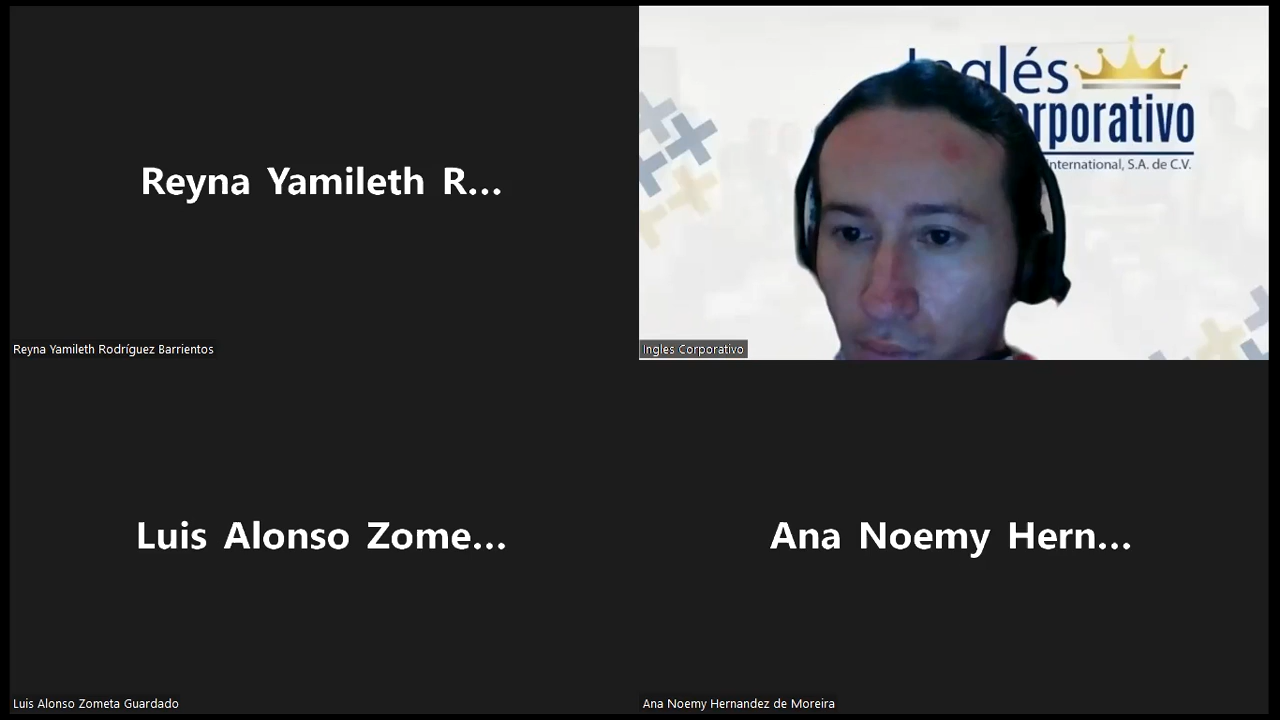 Reyna Yamileth R...
Reyna Yamileth Rodríguez Barrientos
Inglés
Corporativo
International, S.A. de C.V.
Ingles Corporativo
Luis Alonso Zome...
Luis Alonso Zometa Guardado
Ana Noemy Hern...
Ana Noemy Hernandez de Moreira